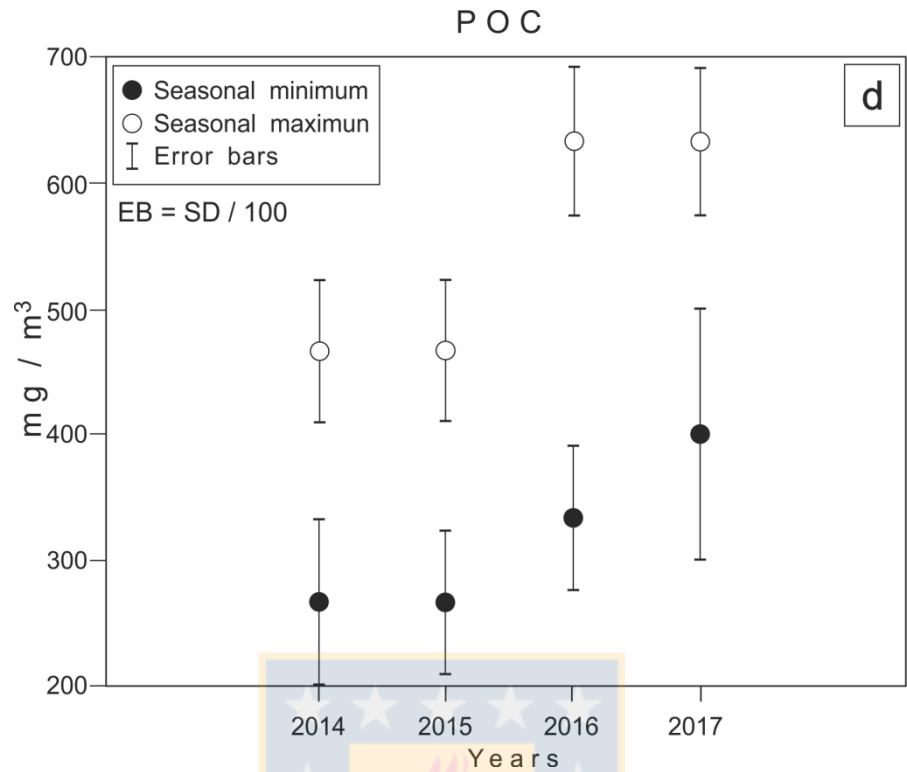 POC
700
600
500
400
300
200
mg / m³
Seasonal minimum
Seasonal maximun
Error bars
EB = SD / 100
d
2014
2015
2016
2017
Years